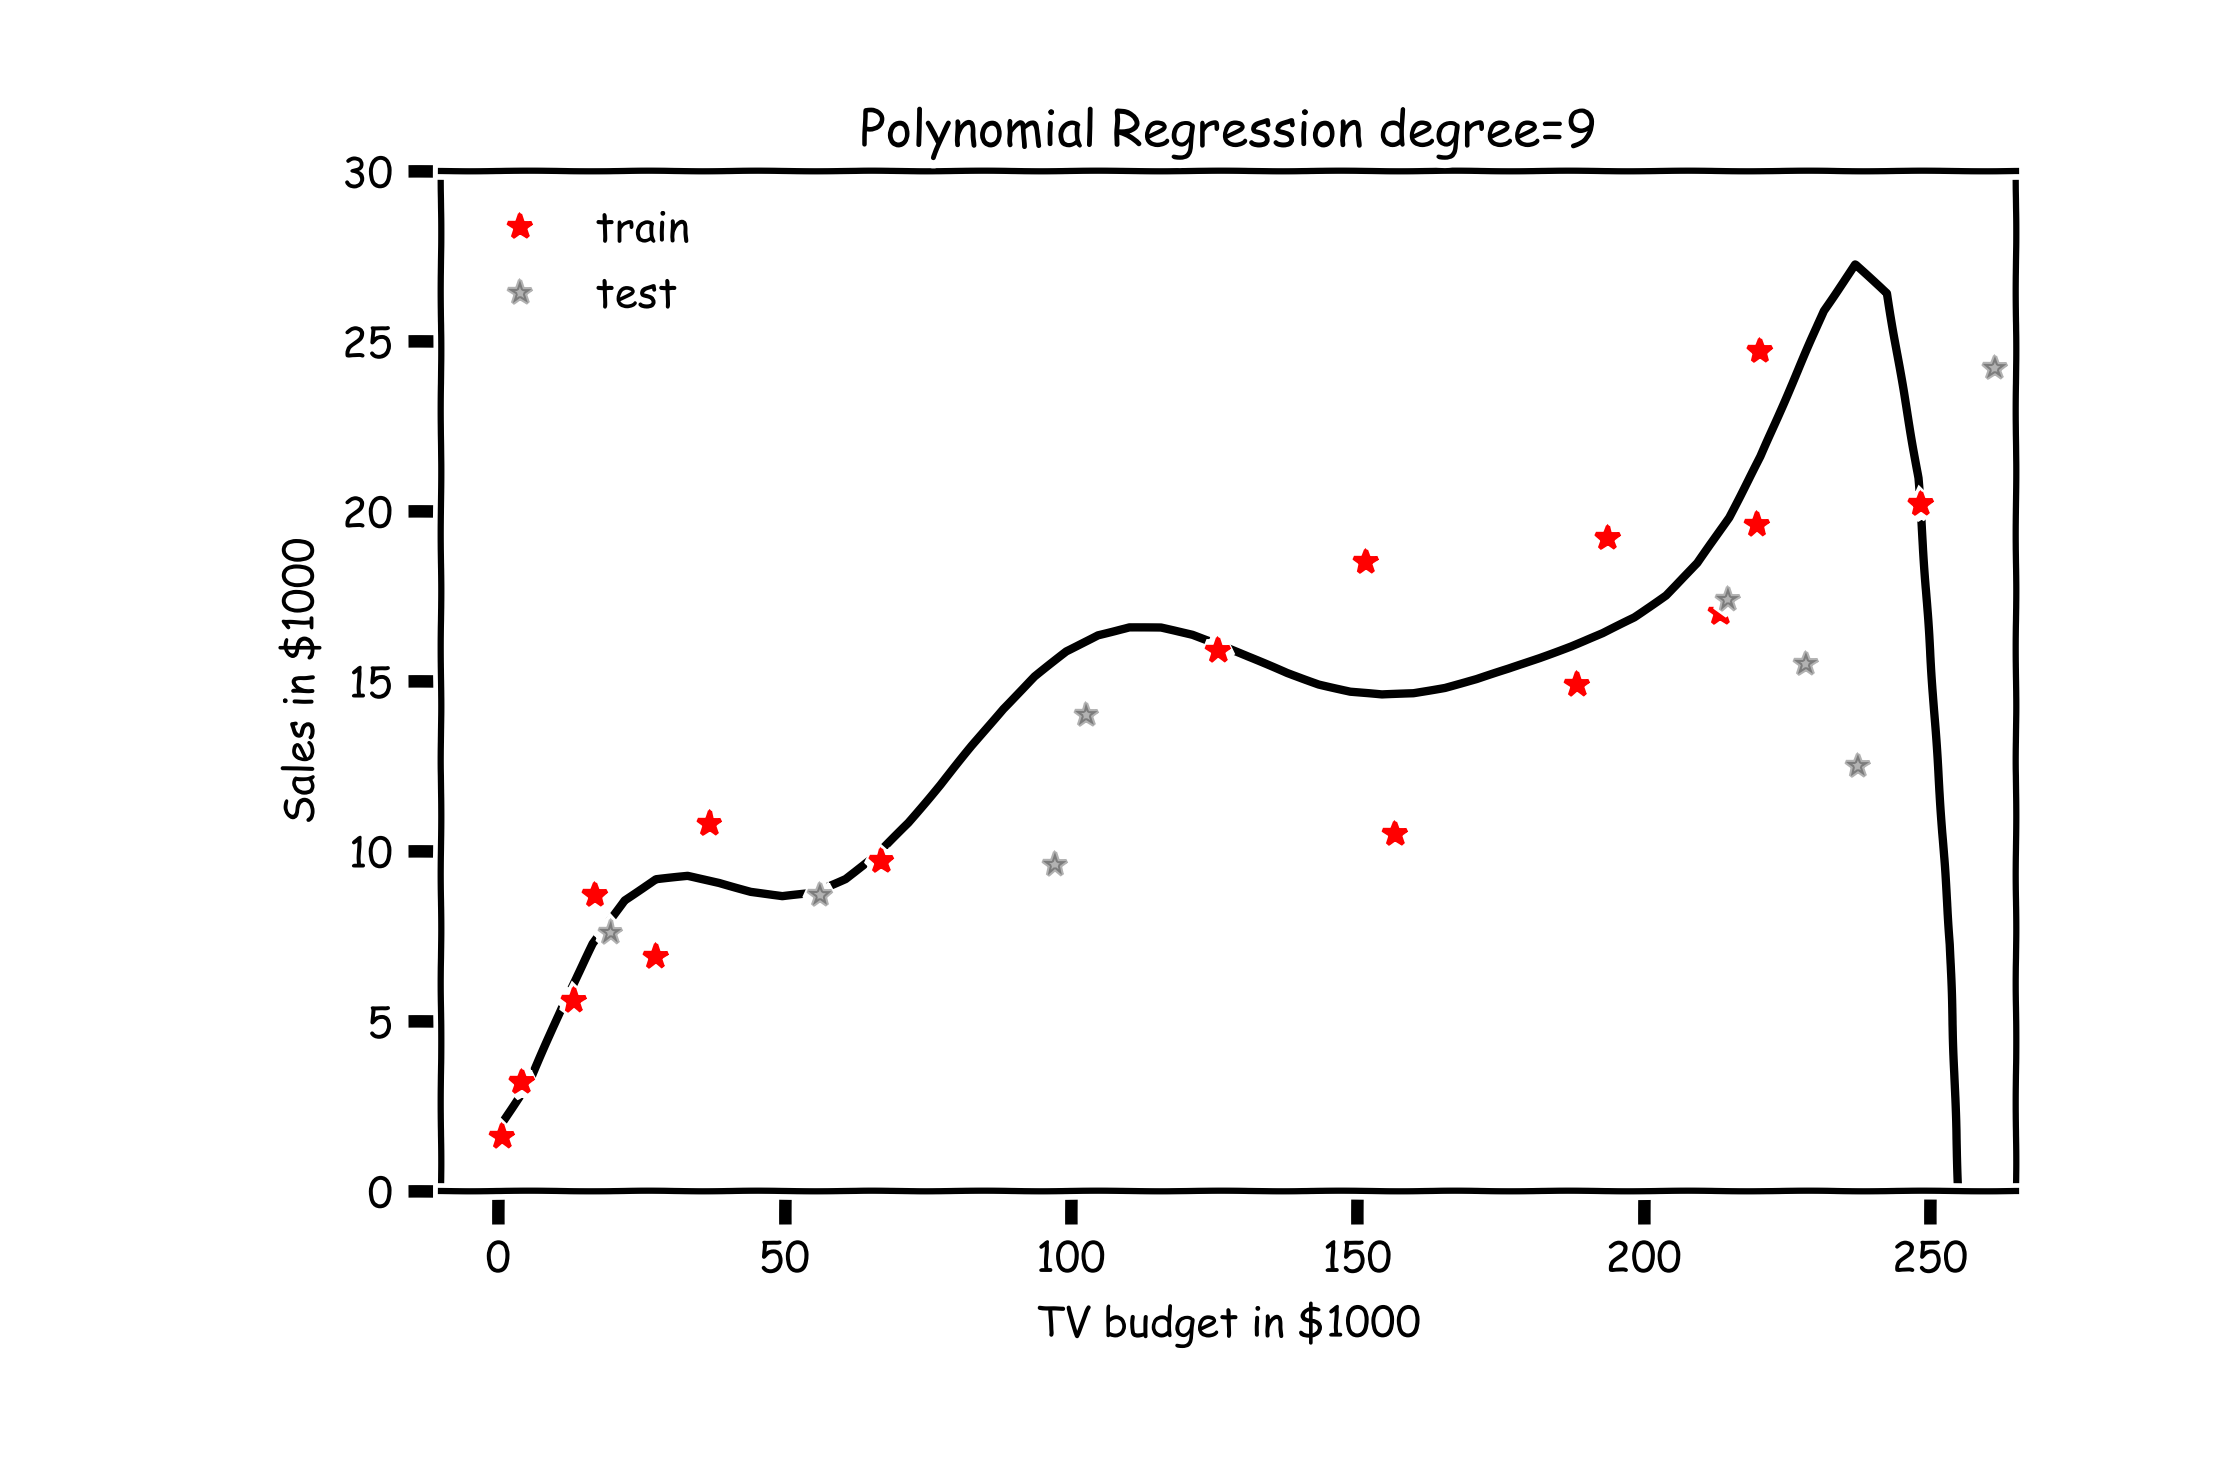 Polynomial Regression degree=9
train
test
30
25
20
15
10
5
0
Sales in $1000
0 50 100 150 200 250
TV budget in $1000